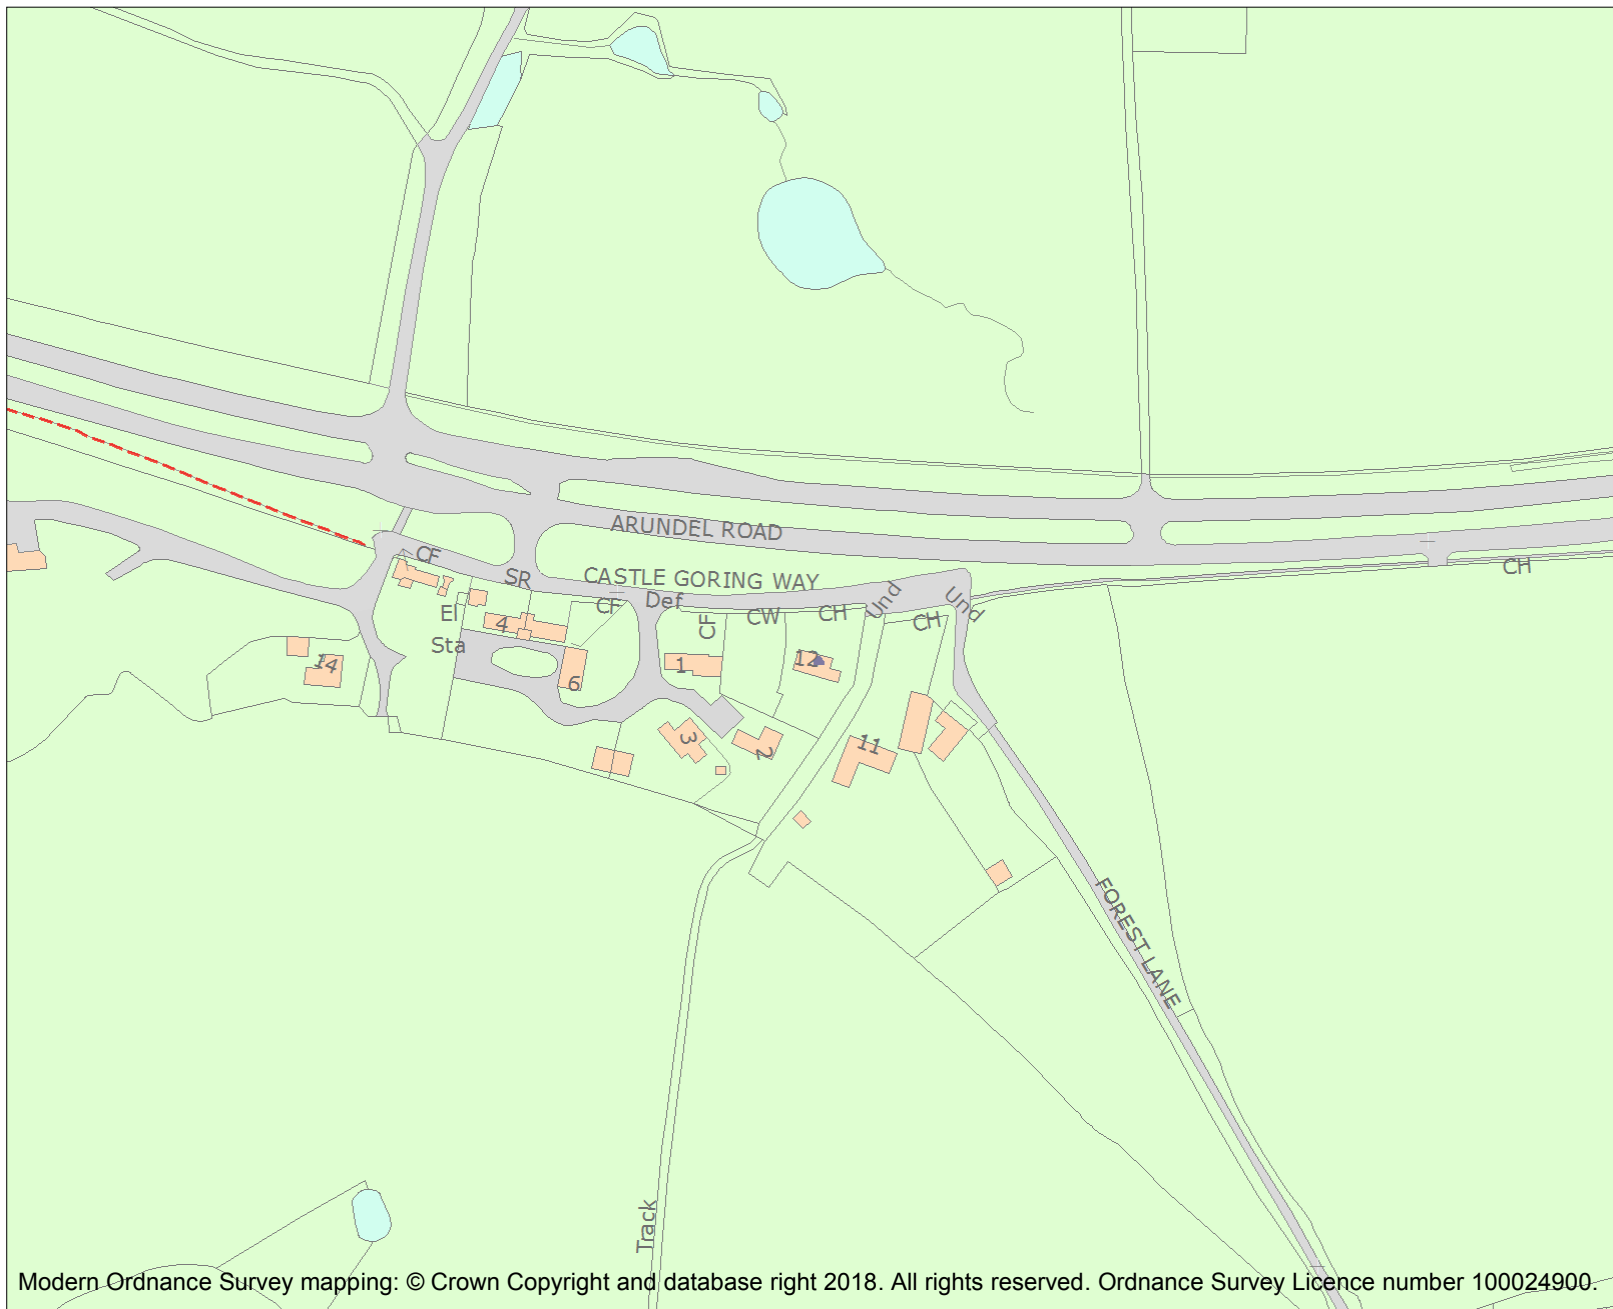 ARUNDEL ROAD
CF
SR
CASTLE GORING WAY
CH
Und
Und
El
Sta
4
CF
Def
CF
CW
CH
CH
14
6
1
12
3
2
11
FOREST LANE
Track
Modern Ordnance Survey mapping: © Crown Copyright and database right 2018. All rights reserved. Ordnance Survey Licence number 100024900.